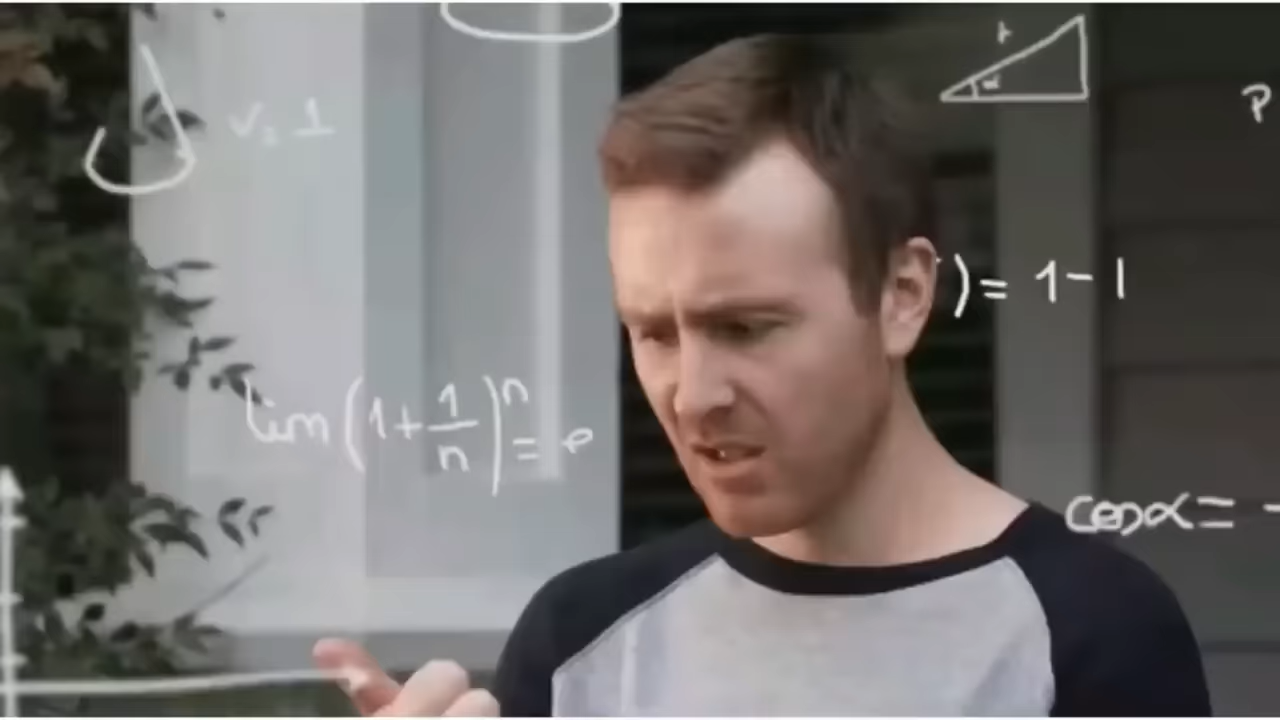 v = 1
P
) = 1 - 1
lim (1 + 1/n)^n = e
cos α = -